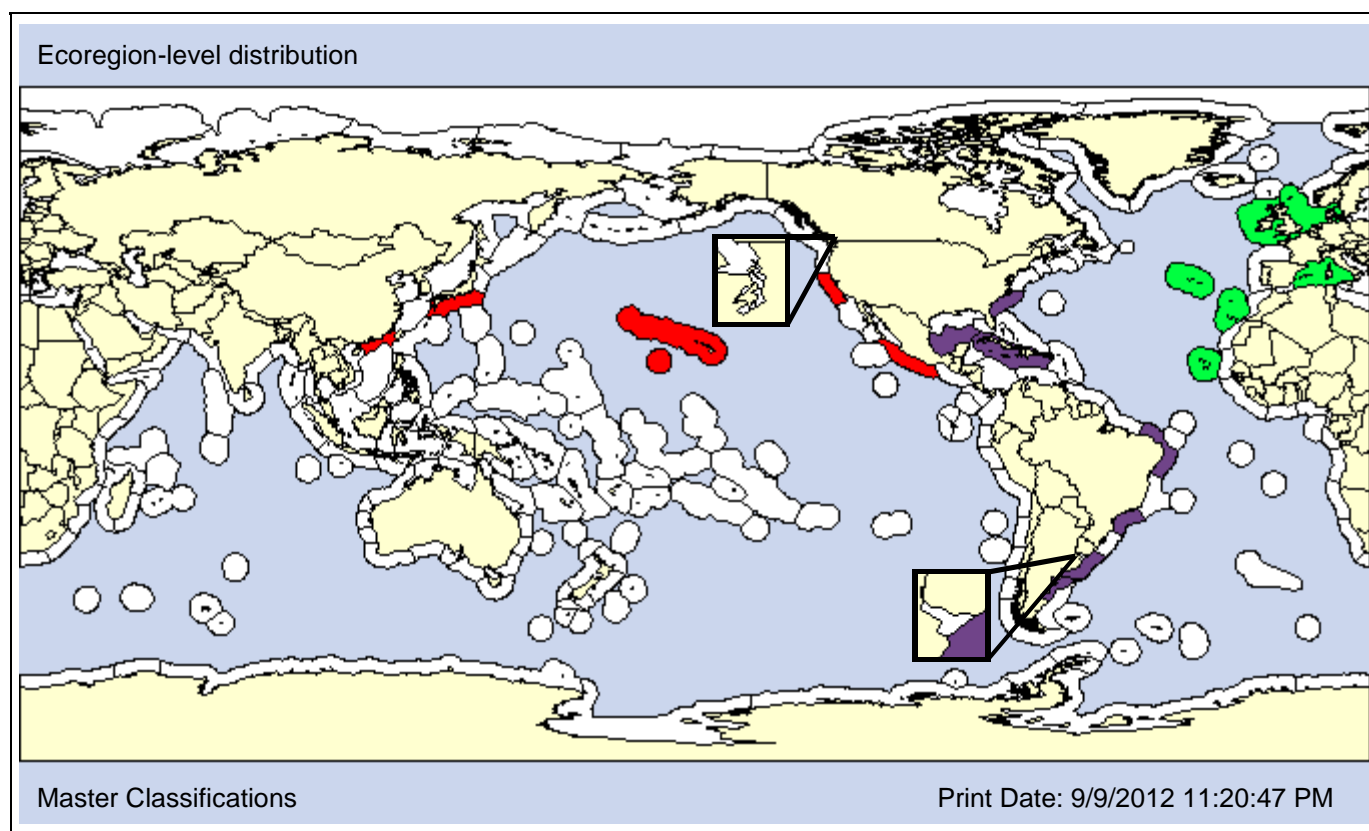 Ecoregion-level distribution
Master Classifications
Print Date: 9/9/2012 11:20:47 PM